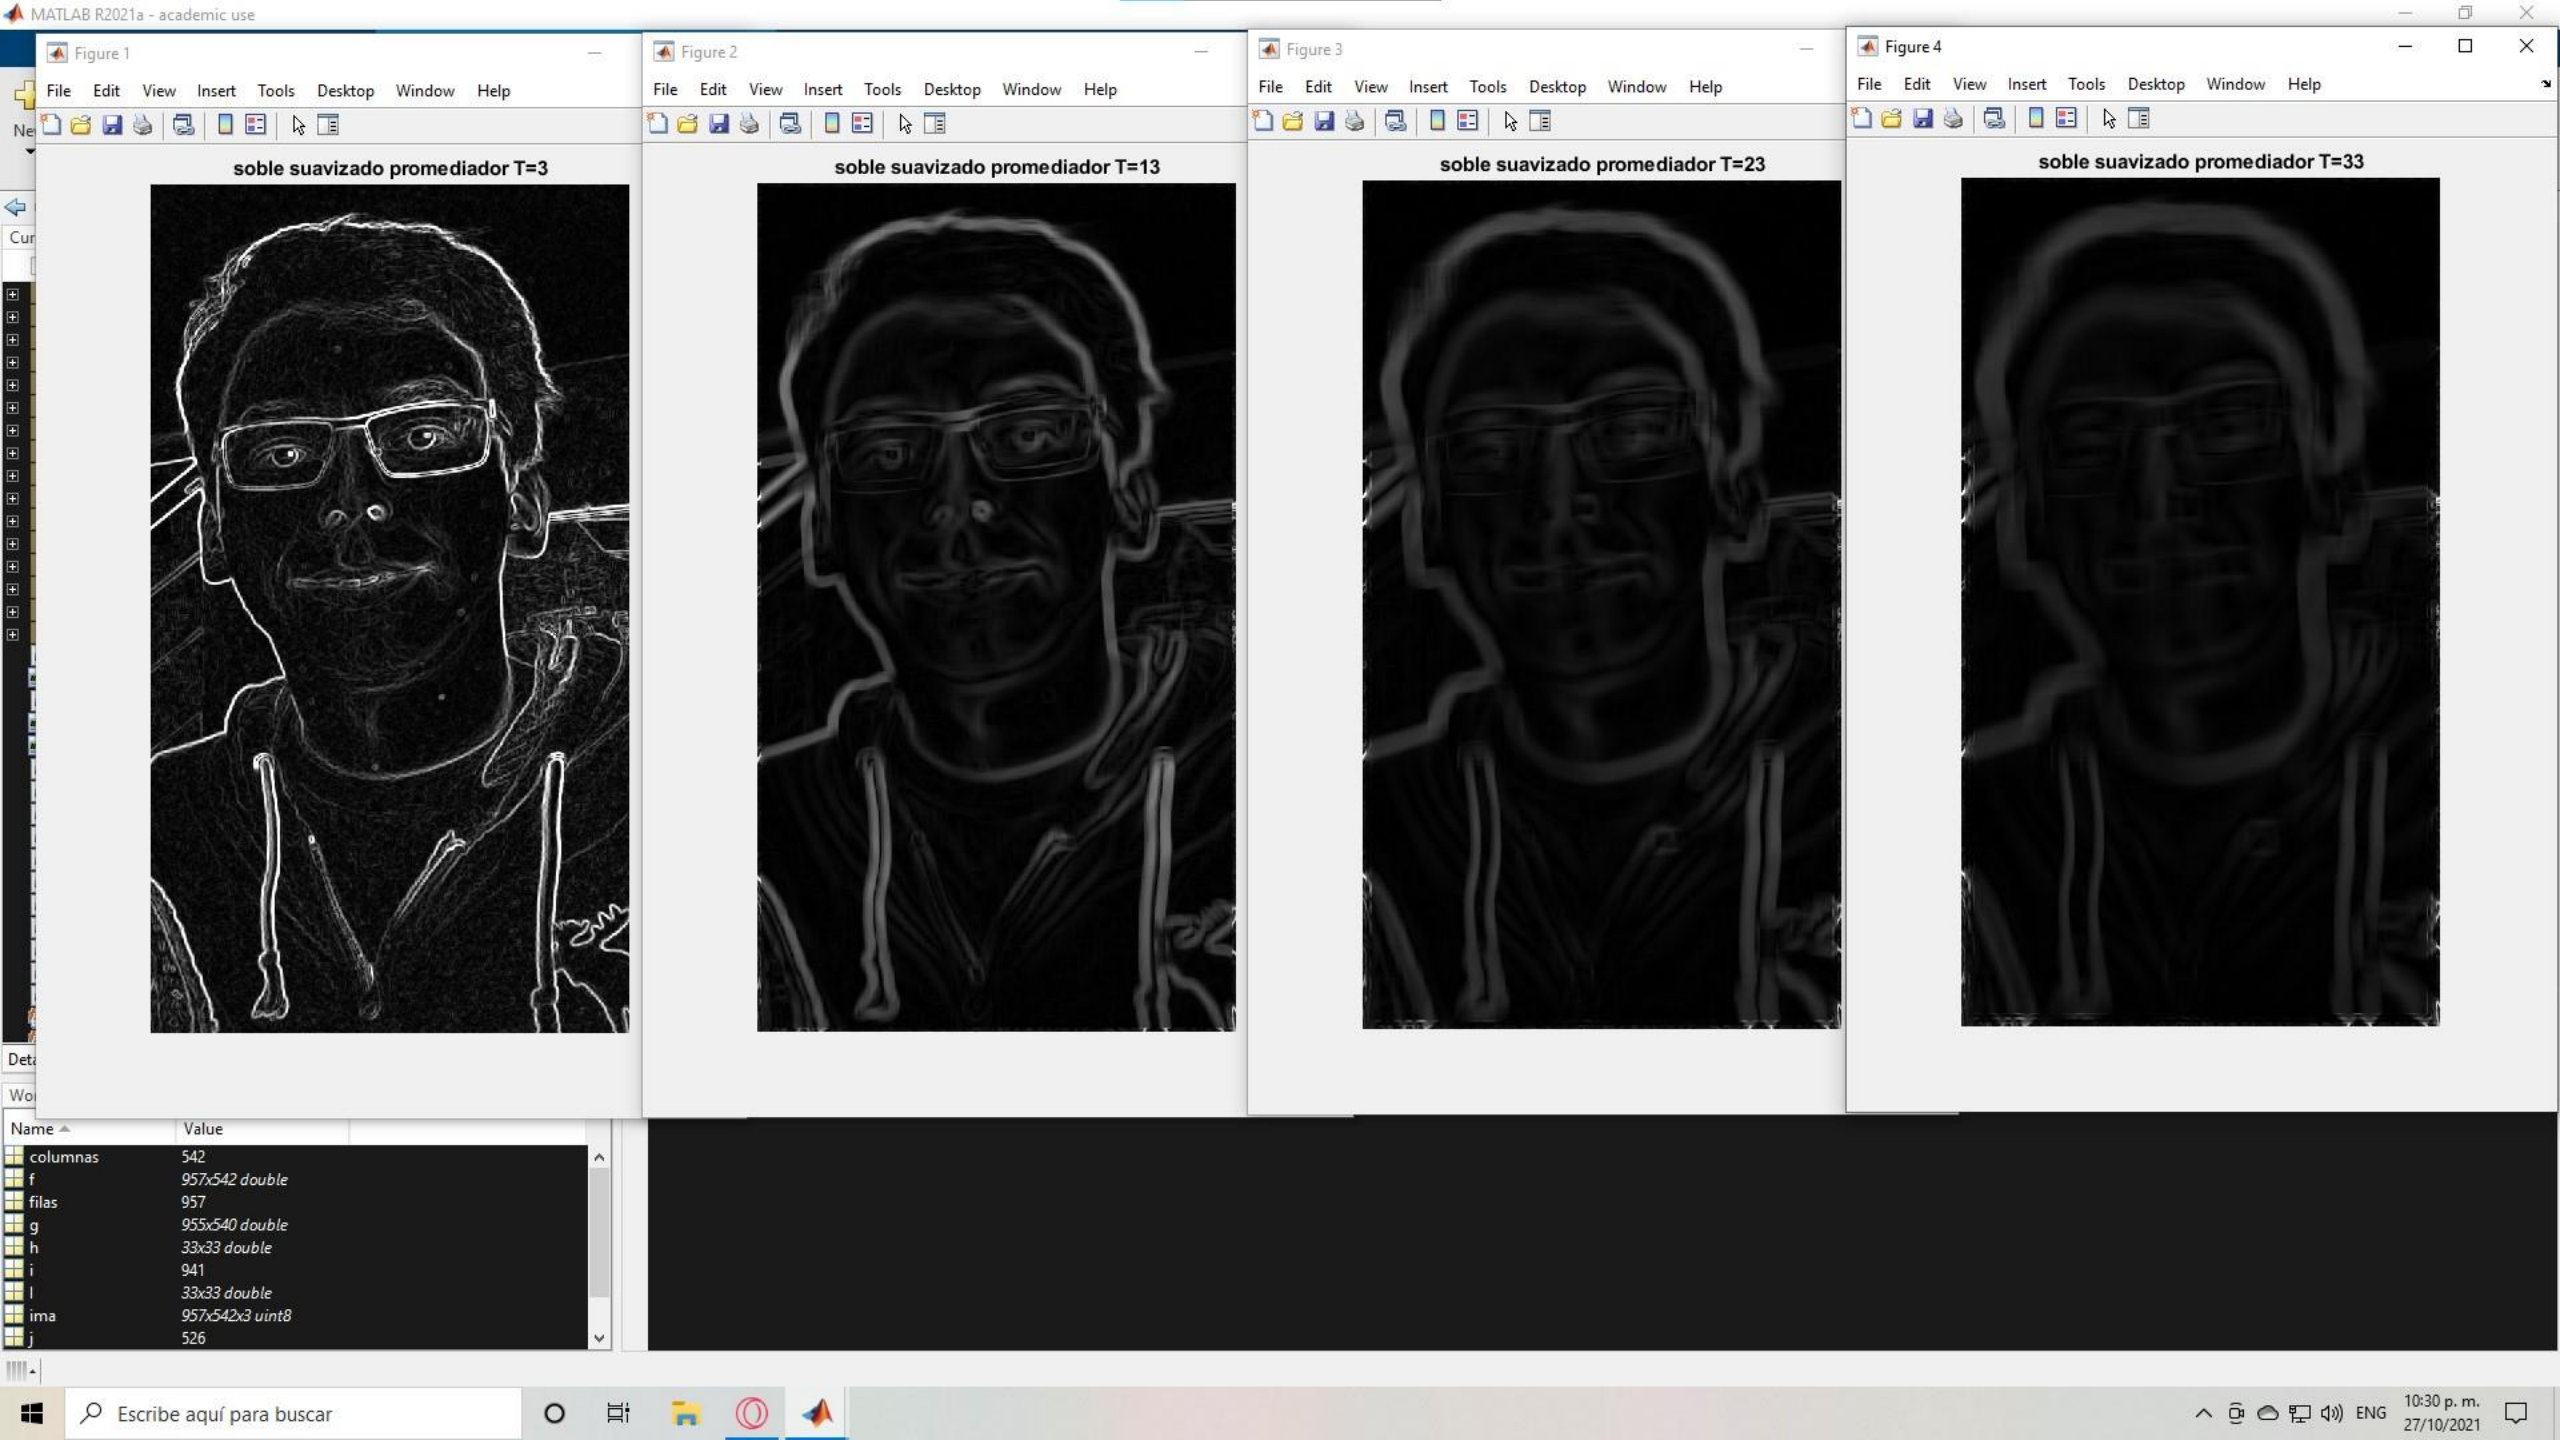 MATLAB R2021a - academic use
Figure 1
File Edit View Insert Tools Desktop Window Help
soble suavizado promediador T=3
Figure 2
File Edit View Insert Tools Desktop Window Help
soble suavizado promediador T=13
Figure 3
File Edit View Insert Tools Desktop Window Help
soble suavizado promediador T=23
Figure 4
File Edit View Insert Tools Desktop Window Help
soble suavizado promediador T=33
Ne
Cur
Deta
Wo
Name Value
columnas 542
f 957x542 double
filas 957
g 955x540 double
h 33x33 double
i 941
l 33x33 double
ima 957x542x3 uint8
j 526
Escribe aquí para buscar
ENG
10:30 p. m.
27/10/2021